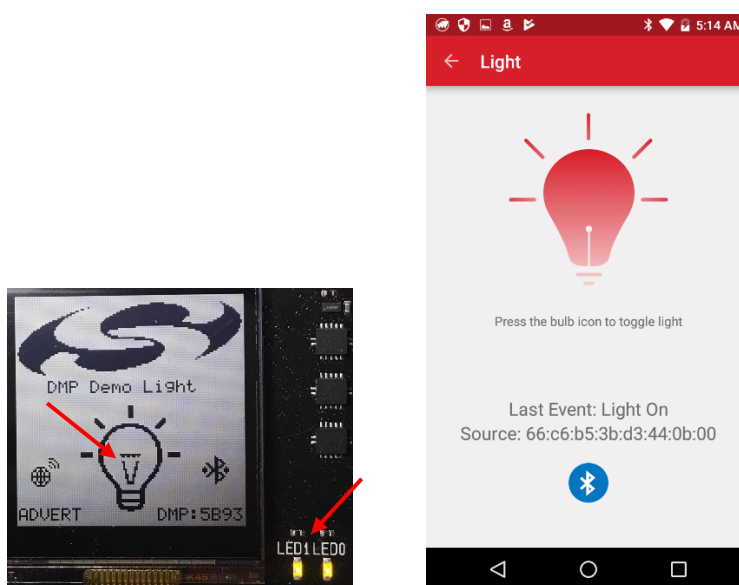 5:14 AM
Light
Press the bulb icon to toggle light
Last Event: Light On
Source: 66:c6:b5:3b:d3:44:0b:00
DMP Demo Light
ADVERT
DMP:5B93
LED1 LED0